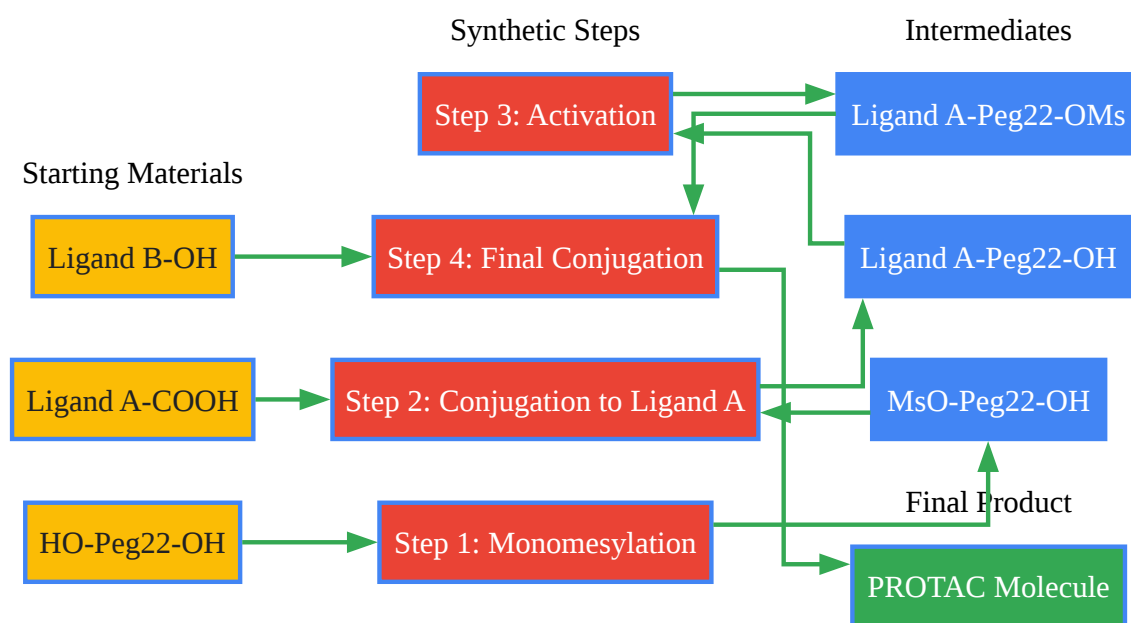 Synthetic Steps
Intermediates
Step 3: Activation
Ligand A-Peg22-OMs
Starting Materials
Ligand B-OH
Step 4: Final Conjugation
Ligand A-Peg22-OH
Ligand A-COOH
Step 2: Conjugation to Ligand A
MsO-Peg22-OH
Final Product
HO-Peg22-OH
Step 1: Monomesylation
PROTAC Molecule